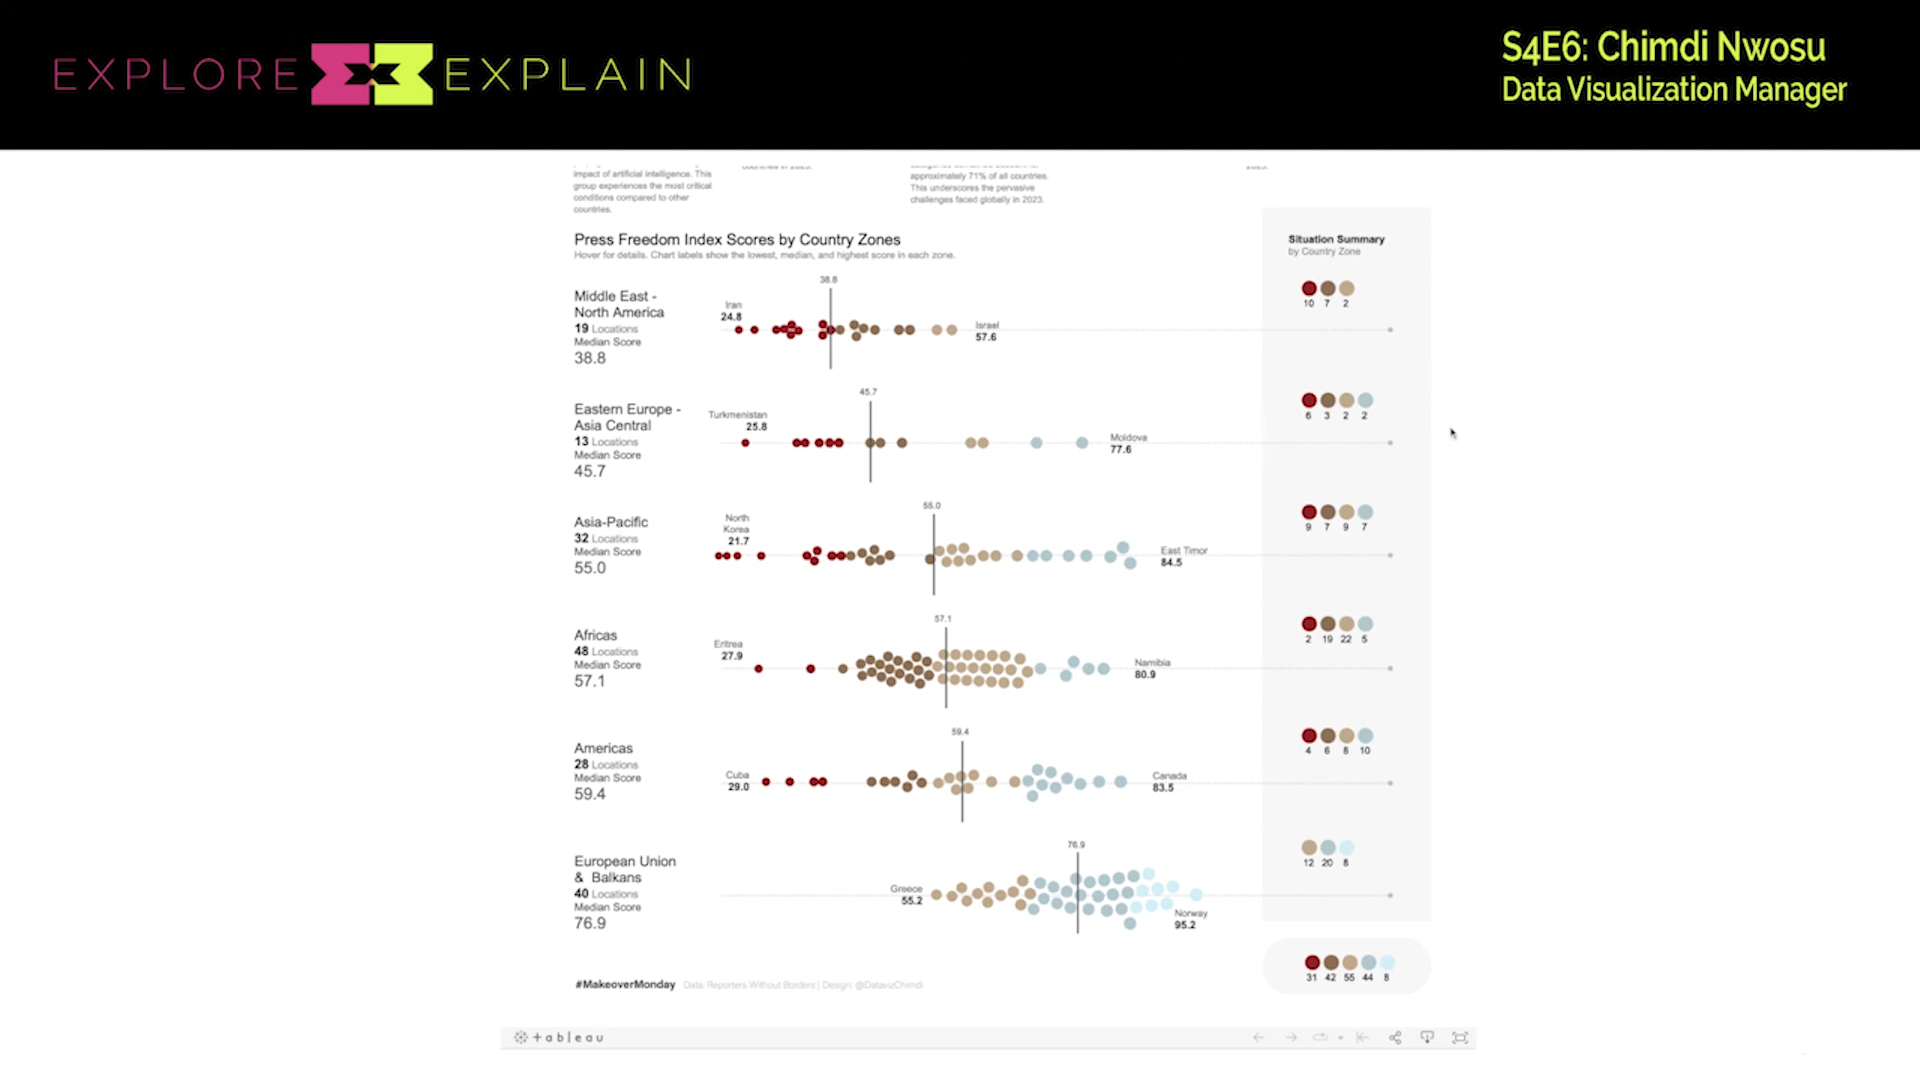 EXPLORE EXPLAIN
S4E6: Chimdi Nwosu
Data Visualization Manager
impact of artificial intelligence. This
group experiences the most critical
conditions compared to other
countries.
approximately 71% of all countries.
This underscores the pervasive
challenges faced globally in 2023.
Press Freedom Index Scores by Country Zones
Hover for details. Chart labels show the lowest, median, and highest score in each zone.
Situation Summary
by Country Zone
Middle East -
North America
19 Locations
Median Score
38.8
Iran
24.8
38.8
Israel
57.6
10 7 2
Eastern Europe -
Asia Central
13 Locations
Median Score
45.7
Turkmenistan
25.8
45.7
Moldova
77.6
6 3 2 2
Asia-Pacific
32 Locations
Median Score
55.0
North
Korea
21.7
55.0
East Timor
84.5
9 7 9 7
Africas
48 Locations
Median Score
57.1
Eritrea
27.9
57.1
Namibia
80.9
2 19 22 5
Americas
28 Locations
Median Score
59.4
Cuba
29.0
59.4
Canada
83.5
4 6 8 10
European Union
& Balkans
40 Locations
Median Score
76.9
Greece
55.2
76.9
Norway
95.2
12 20 8
31 42 55 44 8
#MakeoverMonday Data: Reporters Without Borders | Design: @DatavizChimdi
+ableau